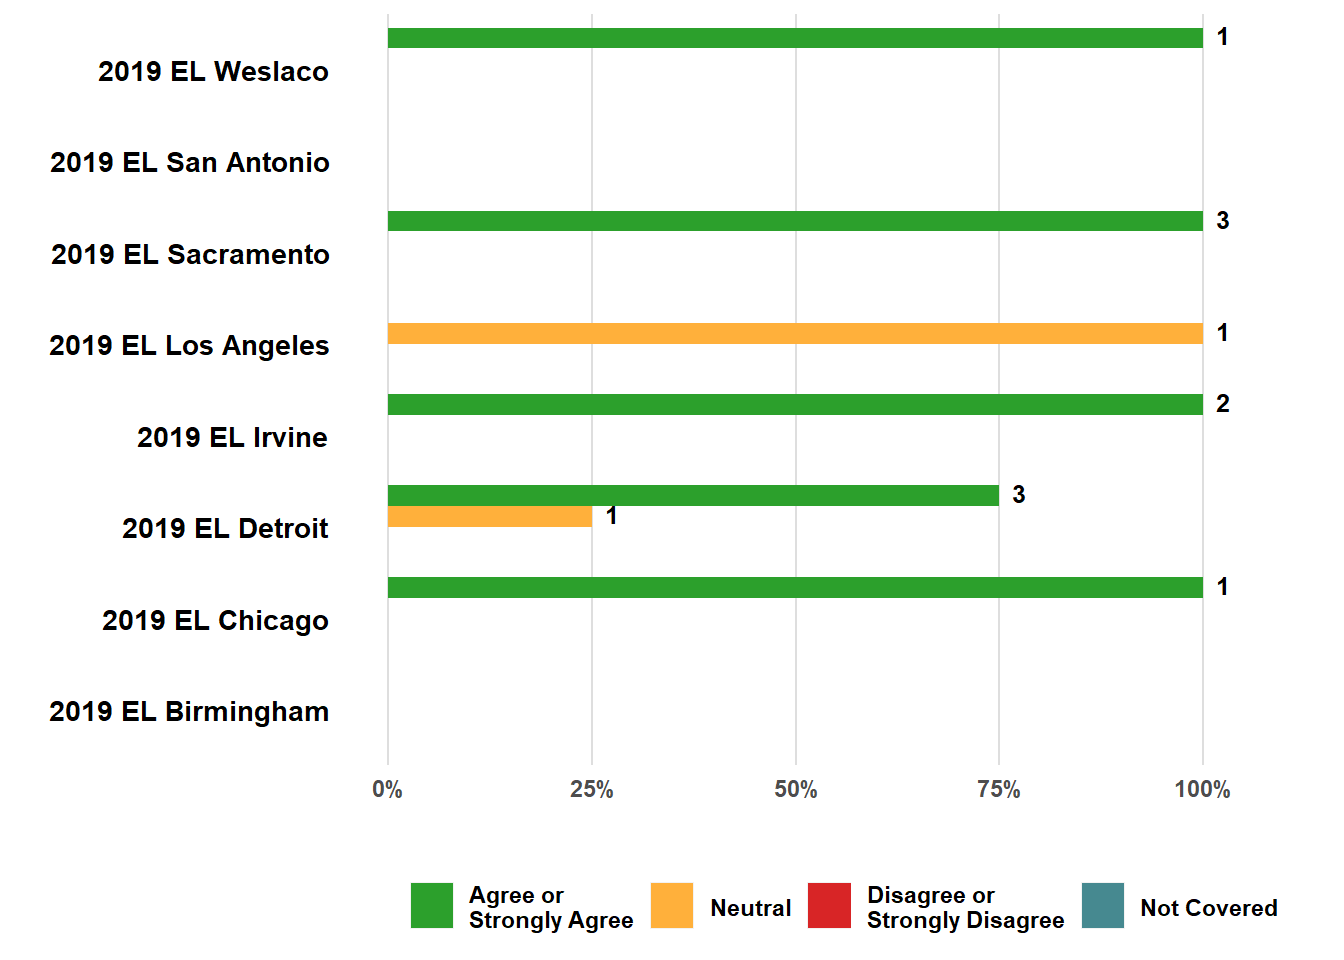 1
2019 EL Weslaco
2019 EL San Antonio
3
2019 EL Sacramento
1
2019 EL Los Angeles
2
2019 EL Irvine
3
1
2019 EL Detroit
1
2019 EL Chicago
2019 EL Birmingham
0% 25% 50% 75% 100%
Agree or
Strongly Agree
Neutral
Disagree or
Strongly Disagree
Not Covered